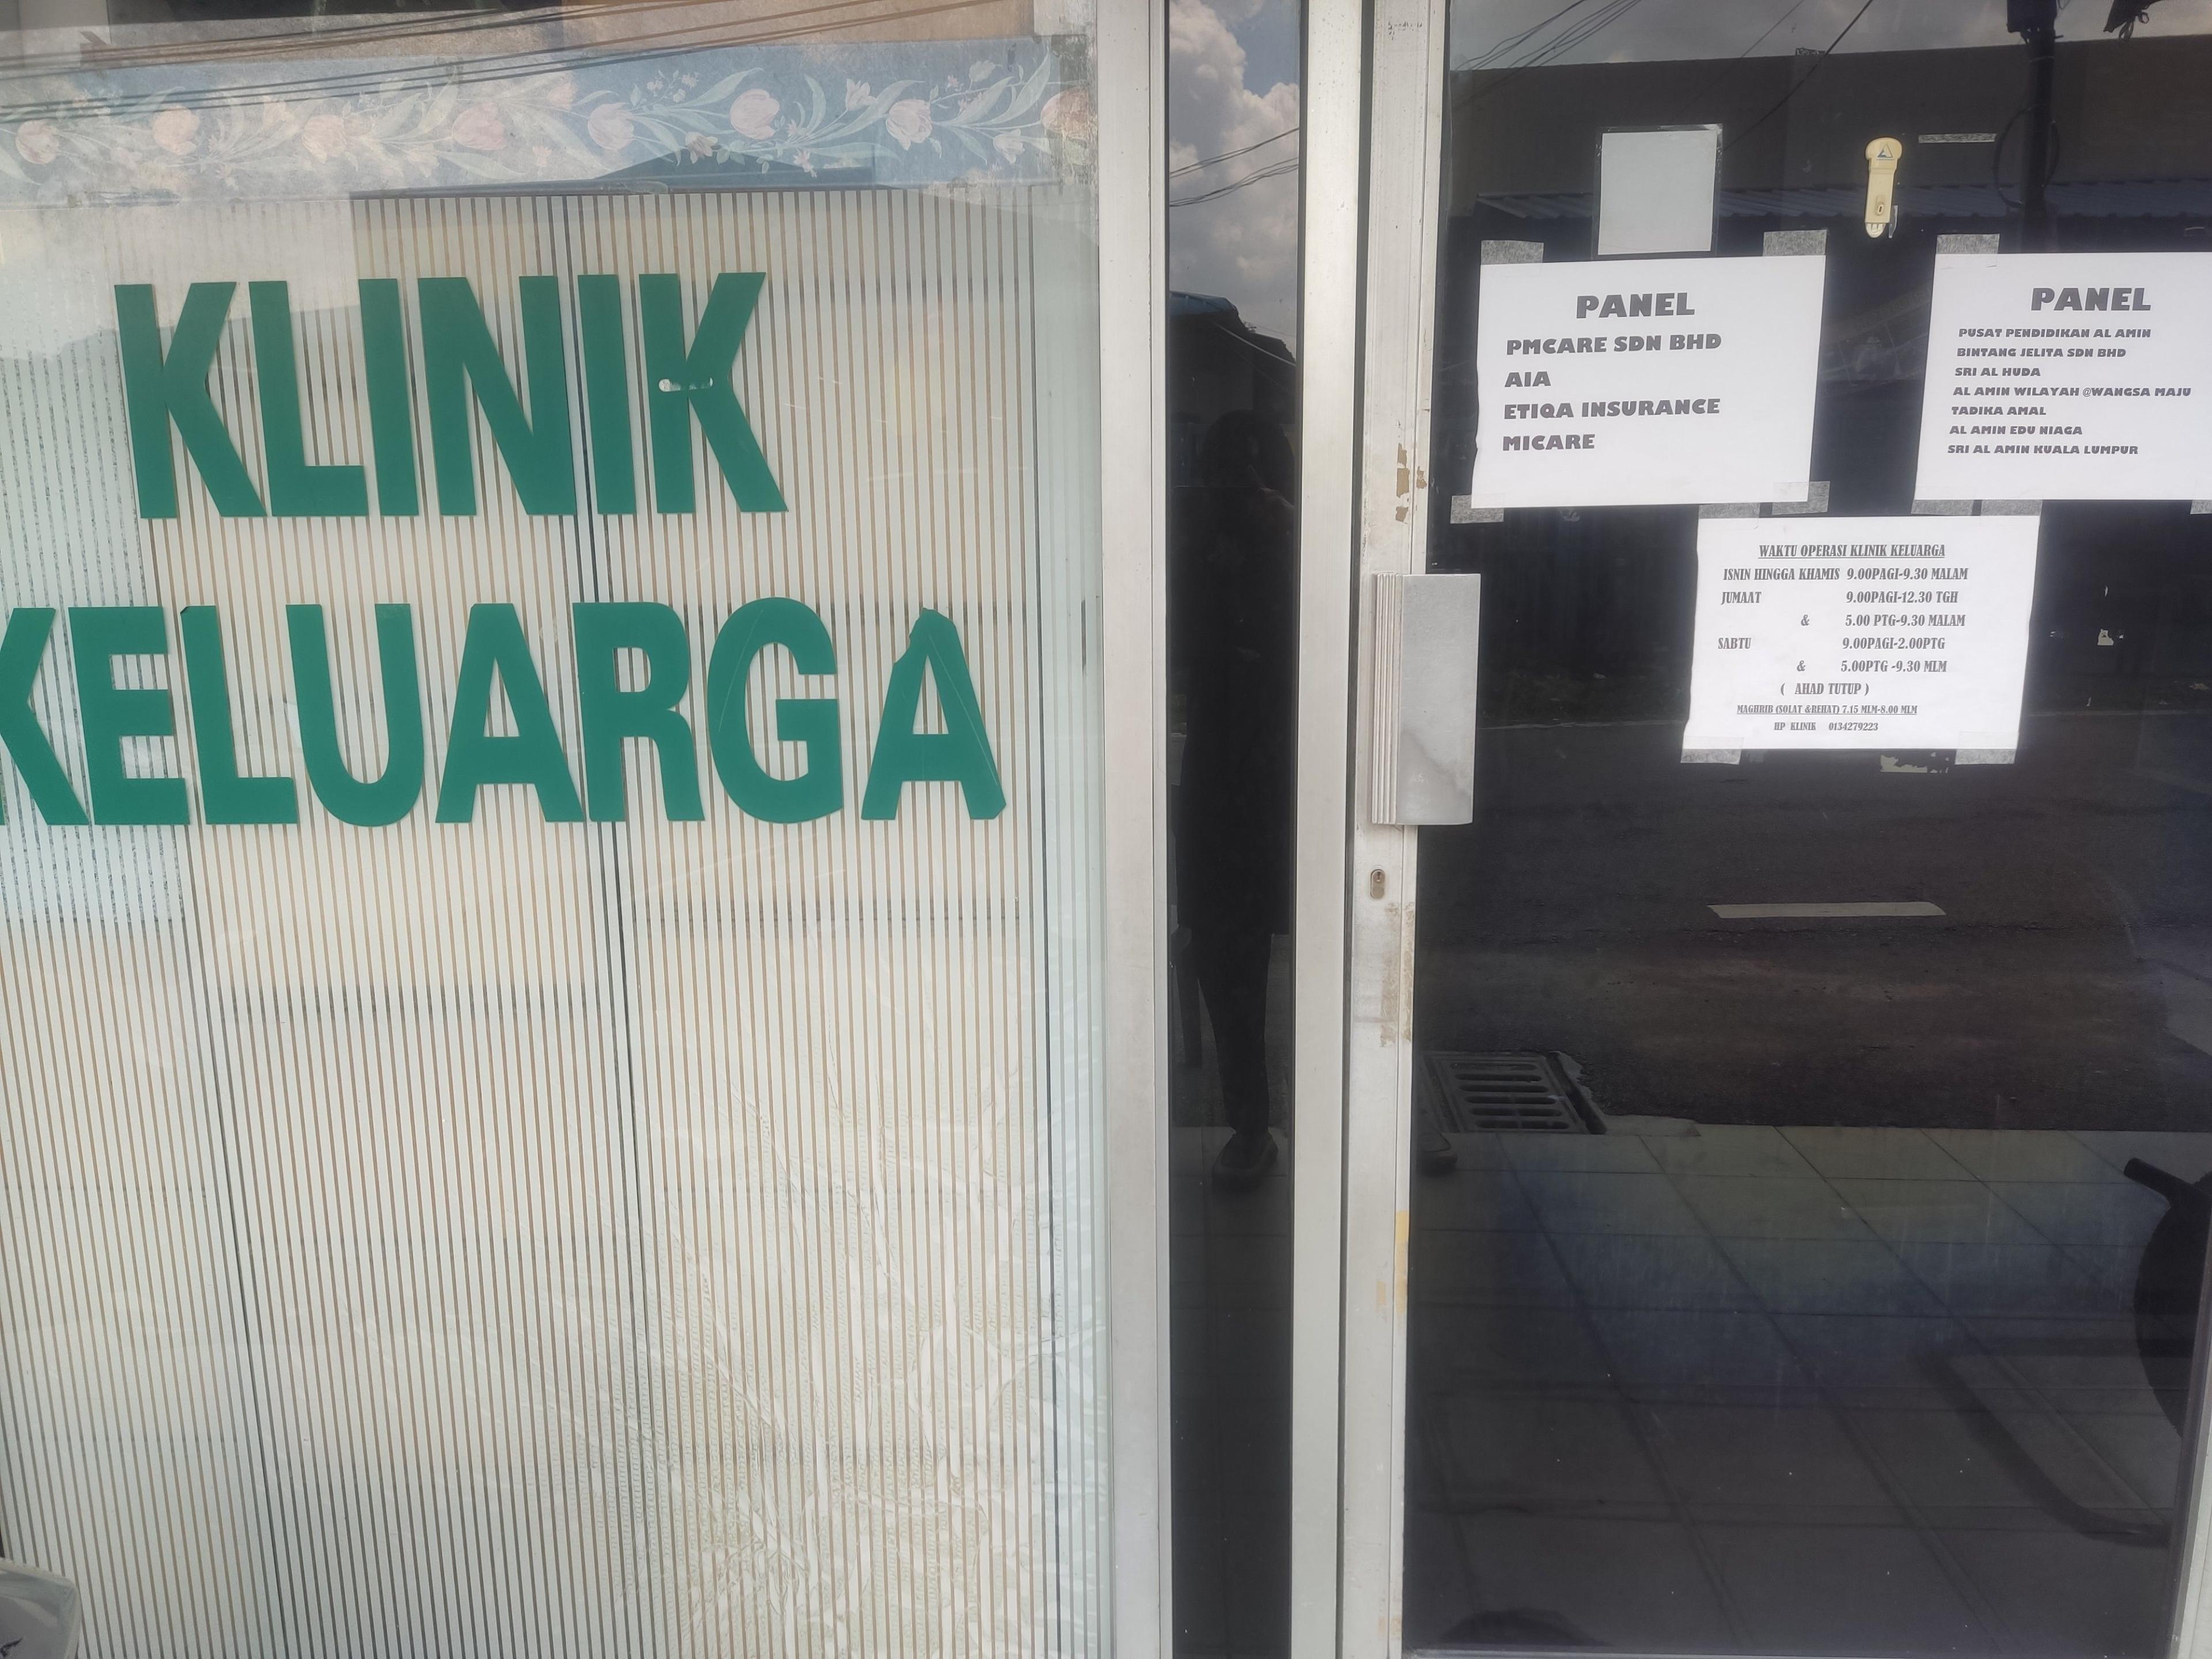 KLINIK
KELUARGA
PANEL
PMCARE SDN BHD
AIA
ETIQA INSURANCE
MICARE
PANEL
PUSAT PENDIDIKAN AL AMIN
BINTANG JELITA SDN BHD
SRI AL HUDA
AL AMIN WILAYAH @WANGSA MAJU
TADIKA AMAL
AL AMIN EDU NIAGA
SRI AL AMIN KUALA LUMPUR
WAKTU OPERASI KLINIK KELUARGA
ISNIN HINGGA KHAMIS 9.00PAGI-9.30 MALAM
JUMAAT 9.00PAGI-12.30 TGH
& 5.00 PTG-9.30 MALAM
SABTU 9.00PAGI-2.00PTG
& 5.00PTG -9.30 MLM
( AHAD TUTUP )
MAGHRIB (SOLAT &REHAT) 7.15 MLM-8.00 MLM
HP KLINIK 0134279223